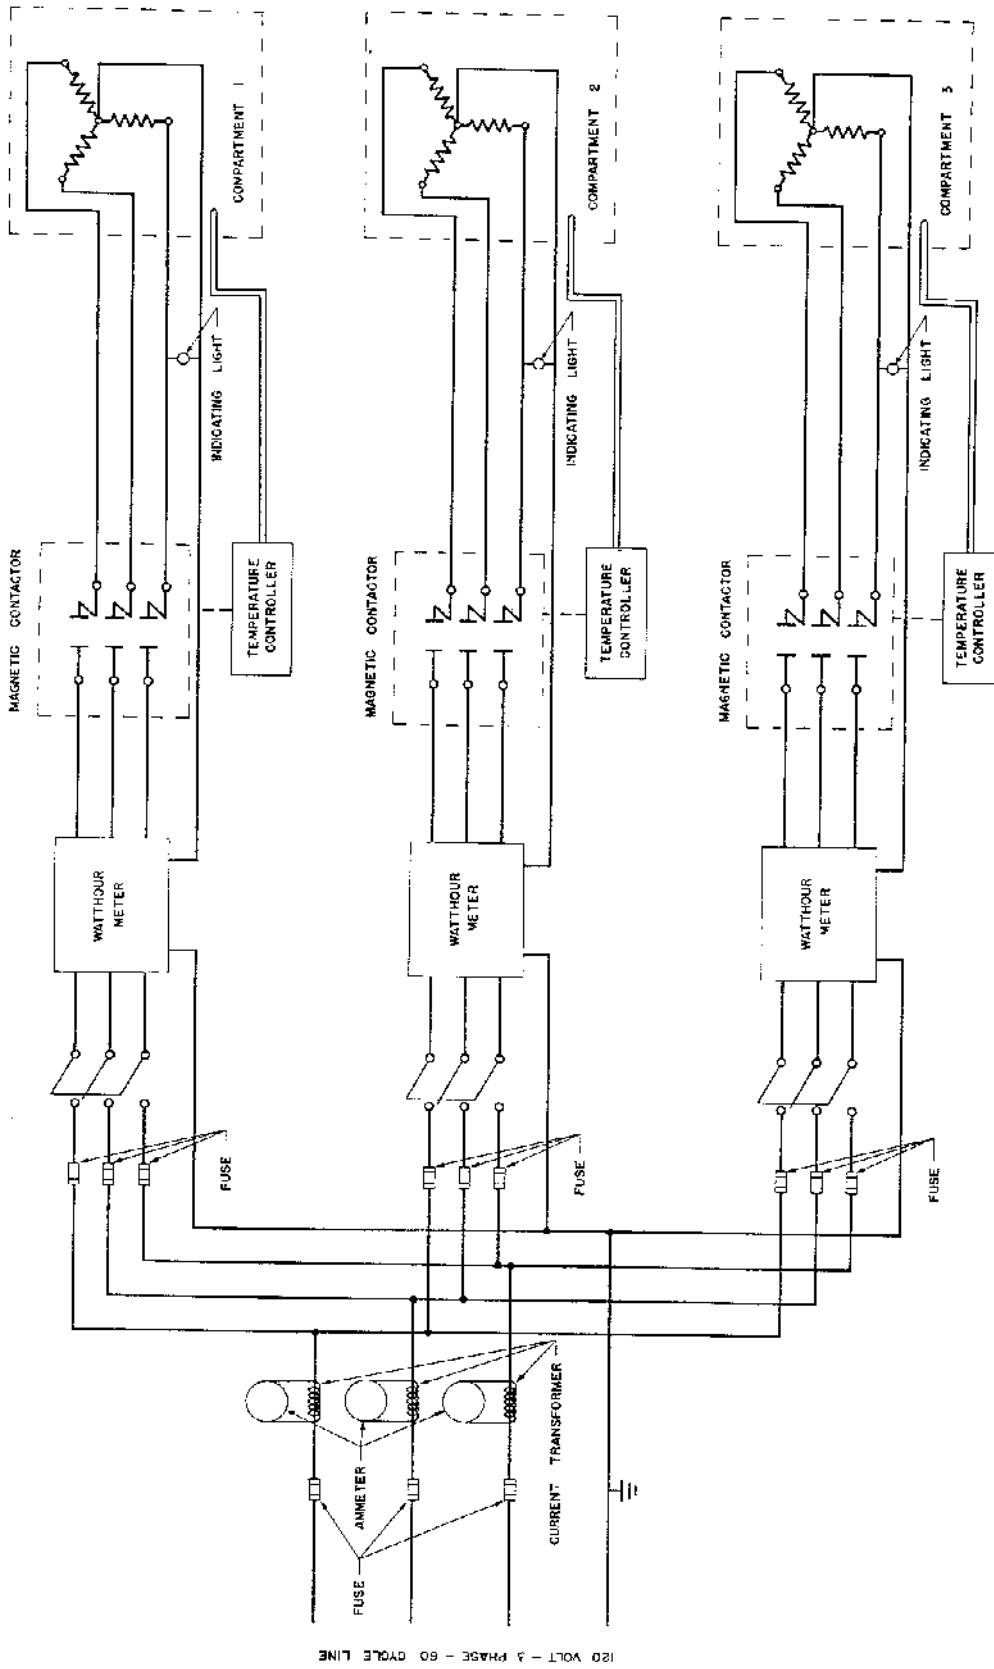 COMPARTMENT 1
INDICATING LIGHT
MAGNETIC CONTACTOR
TEMPERATURE
CONTROLLER
WATTHOUR
METER
FUSE
COMPARTMENT 2
INDICATING LIGHT
MAGNETIC CONTACTOR
TEMPERATURE
CONTROLLER
WATTHOUR
METER
FUSE
COMPARTMENT 3
INDICATING LIGHT
MAGNETIC CONTACTOR
TEMPERATURE
CONTROLLER
WATTHOUR
METER
FUSE
CURRENT TRANSFORMER
AMMETER
FUSE
120 VOLT - 3 PHASE - 60 CYCLE LINE